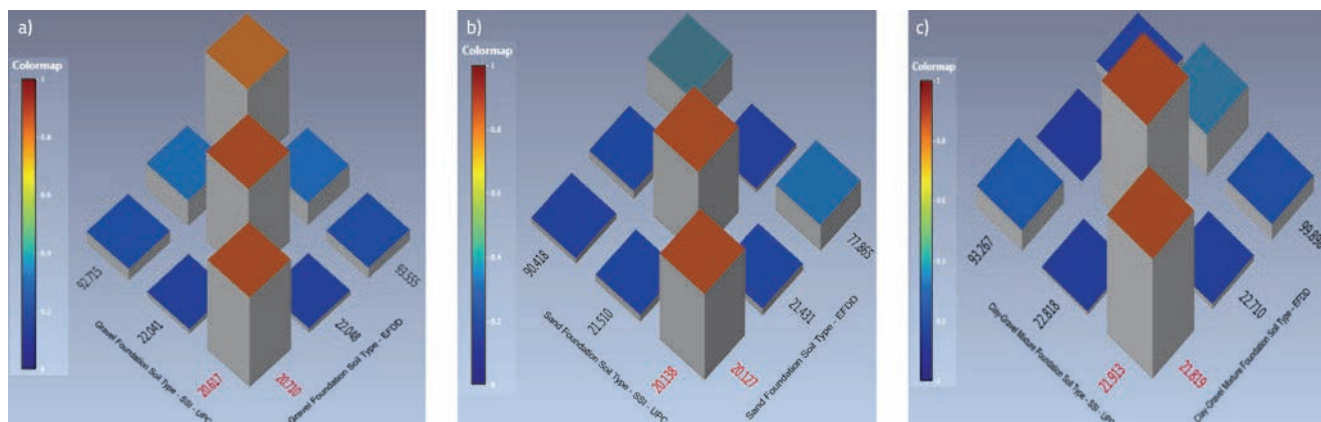 a)
Colormap
1
0.8
0.6
0.4
0.2
0
92.715
22.041
20.617
Gravel Foundation Soil Type - SSI - UPC
93.555
22.048
20.710
Gravel Foundation Soil Type - EFDD
b)
Colormap
1
0.8
0.6
0.4
0.2
0
90.418
21.510
20.138
Sand Foundation Soil Type - SSI - UPC
77.865
21.431
20.127
Sand Foundation Soil Type - EFDD
c)
Colormap
1
93.267
22.818
21.913
Clay-Gravel Mixture Foundation Soil Type - SSI - UPC
99.898
22.710
21.819
Clay-Gravel Mixture Foundation Soil Type - EFDD